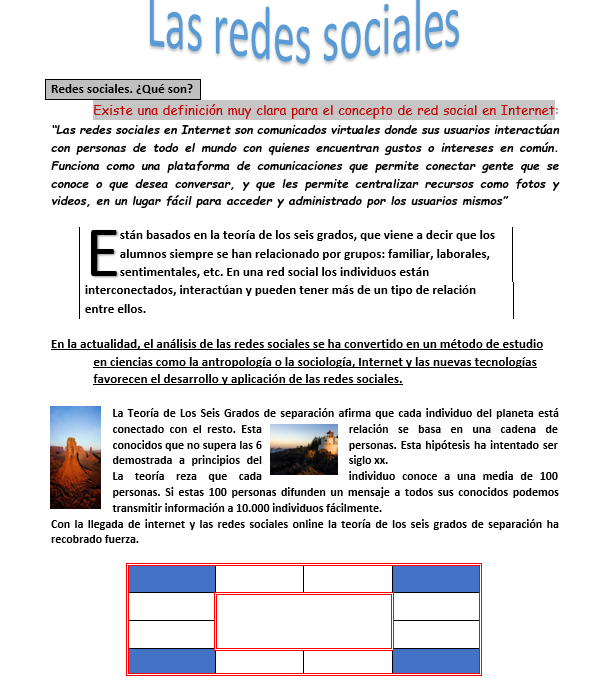 Las redes sociales
Redes sociales. ¿Qué son?
Existe una definición muy clara para el concepto de red social en Internet:
"Las redes sociales en Internet son comunicados virtuales donde sus usuarios interactúan
con personas de todo el mundo con quienes encuentran gustos o intereses en común.
Funciona como una plataforma de comunicaciones que permite conectar gente que se
conoce o que desea conversar, y que les permite centralizar recursos como fotos y
videos, en un lugar fácil para acceder y administrado por los usuarios mismos”
Están basados en la teoría de los seis grados, que viene a decir que los
alumnos siempre se han relacionado por grupos: familiar, laborales,
sentimentales, etc. En una red social los individuos están
interconectados, interactúan y pueden tener más de un tipo de relación
entre ellos.
En la actualidad, el análisis de las redes sociales se ha convertido en un método de estudio
en ciencias como la antropología o la sociología, Internet y las nuevas tecnologías
favorecen el desarrollo y aplicación de las redes sociales.
La Teoría de Los Seis Grados de separación afirma que cada individuo del planeta está
conectado con el resto. Esta relación se basa en una cadena de
conocidos que no supera las 6 personas. Esta hipótesis ha intentado ser
demostrada a principios del siglo xx.
La teoría reza que cada individuo conoce a una media de 100
personas. Si estas 100 personas difunden un mensaje a todos sus conocidos podemos
transmitir información a 10.000 individuos fácilmente.
Con la llegada de internet y las redes sociales online la teoría de los seis grados de separación ha
recobrado fuerza.